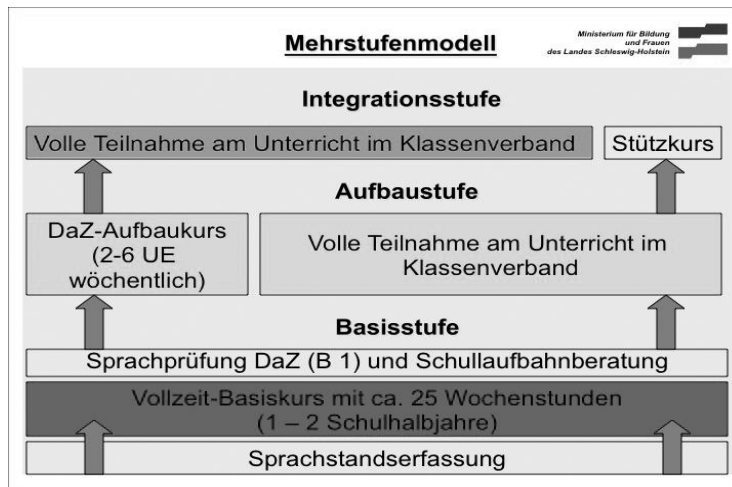 Mehrstufenmodell
Ministerium für Bildung
und Frauen
des Landes Schleswig-Holstein
Integrationsstufe
Volle Teilnahme am Unterricht im Klassenverband
Stützkurs
Aufbaustufe
DaZ-Aufbaukurs
(2-6 UE
wöchentlich)
Volle Teilnahme am Unterricht im
Klassenverband
Basisstufe
Sprachprüfung DaZ (B 1) und Schullaufbahnberatung
Vollzeit-Basiskurs mit ca. 25 Wochenstunden
(1 – 2 Schulhalbjahre)
Sprachstandserfassung